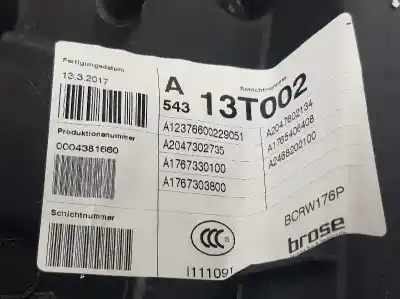 Fertigungsdatum
13.3.2017
Produktionsnummer
0004381660
Schichtnummer
A
543
Schichtnummer
13T002
A12376600229051
A2047302735
A1767330100
A1767303800
A2047602134
A1765406408
A2468200100
CCC S
I111091
BCRW176P
brose